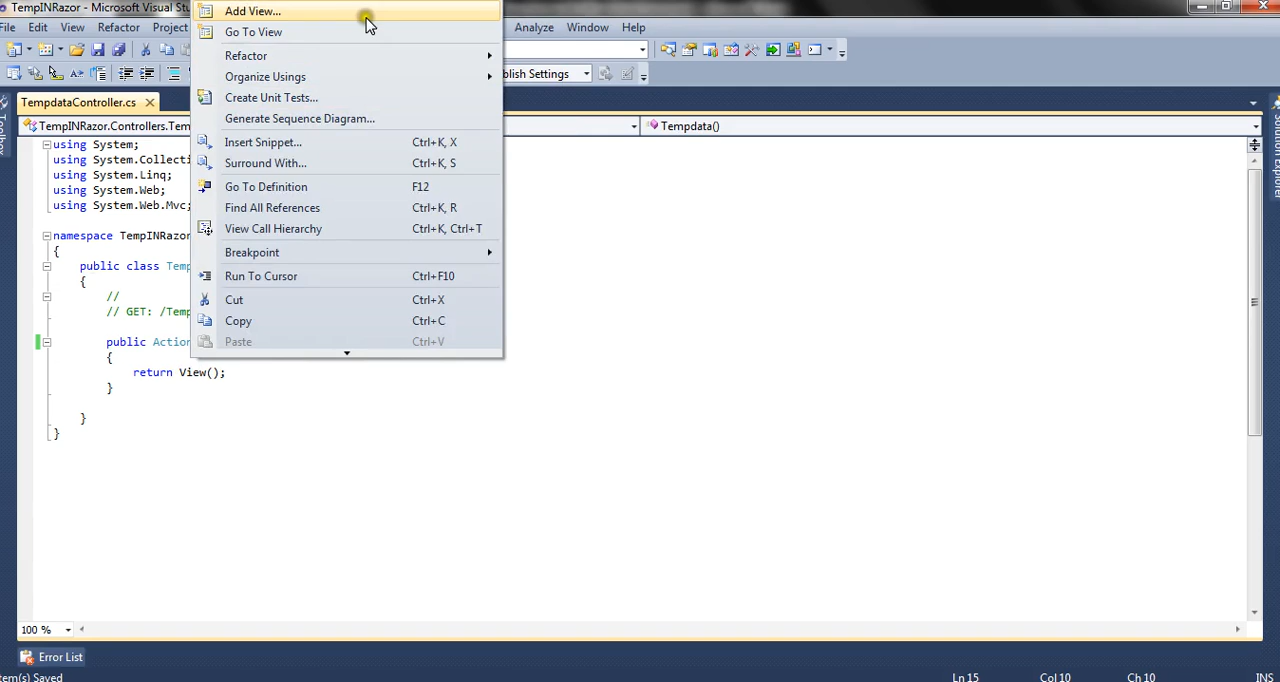 TempINRazor - Microsoft Visual Stu
File Edit View Refactor Project Analyze Window Help
blish Settings
TempdataController.cs
TempINRazor.Controllers.Tem Tempdata()
Toolbox
Solution Explorer
Add View...
Go To View
Refactor
Organize Usings
Create Unit Tests...
Generate Sequence Diagram...
Insert Snippet... Ctrl+K, X
Surround With... Ctrl+K, S
Go To Definition F12
Find All References Ctrl+K, R
View Call Hierarchy Ctrl+K, Ctrl+T
Breakpoint
Run To Cursor Ctrl+F10
Cut Ctrl+X
Copy Ctrl+C
Paste Ctrl+V
using System;
using System.Collecti
using System.Linq;
using System.Web;
using System.Web.Mvc;
namespace TempINRazor
{
public class Temp
{
//
// GET: /Temp
public Action
{
return View();
}
}
}
100 %
Error List
tem(s) Saved Ln 15 Col 10 Ch 10 INS